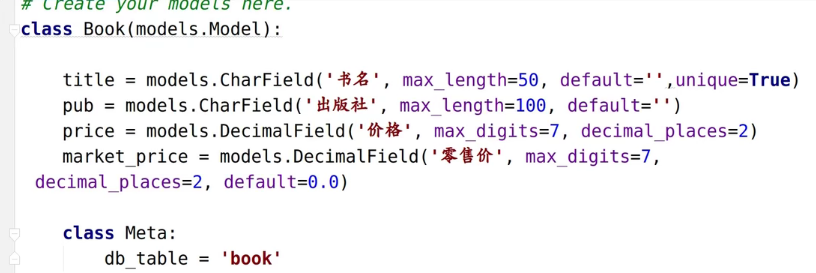 # Create your models here.
class Book(models.Model):
title = models.CharField('书名', max_length=50, default='',unique=True)
pub = models.CharField('出版社', max_length=100, default='')
price = models.DecimalField('价格', max_digits=7, decimal_places=2)
market_price = models.DecimalField('零售价', max_digits=7,
decimal_places=2, default=0.0)
class Meta:
db_table = 'book'